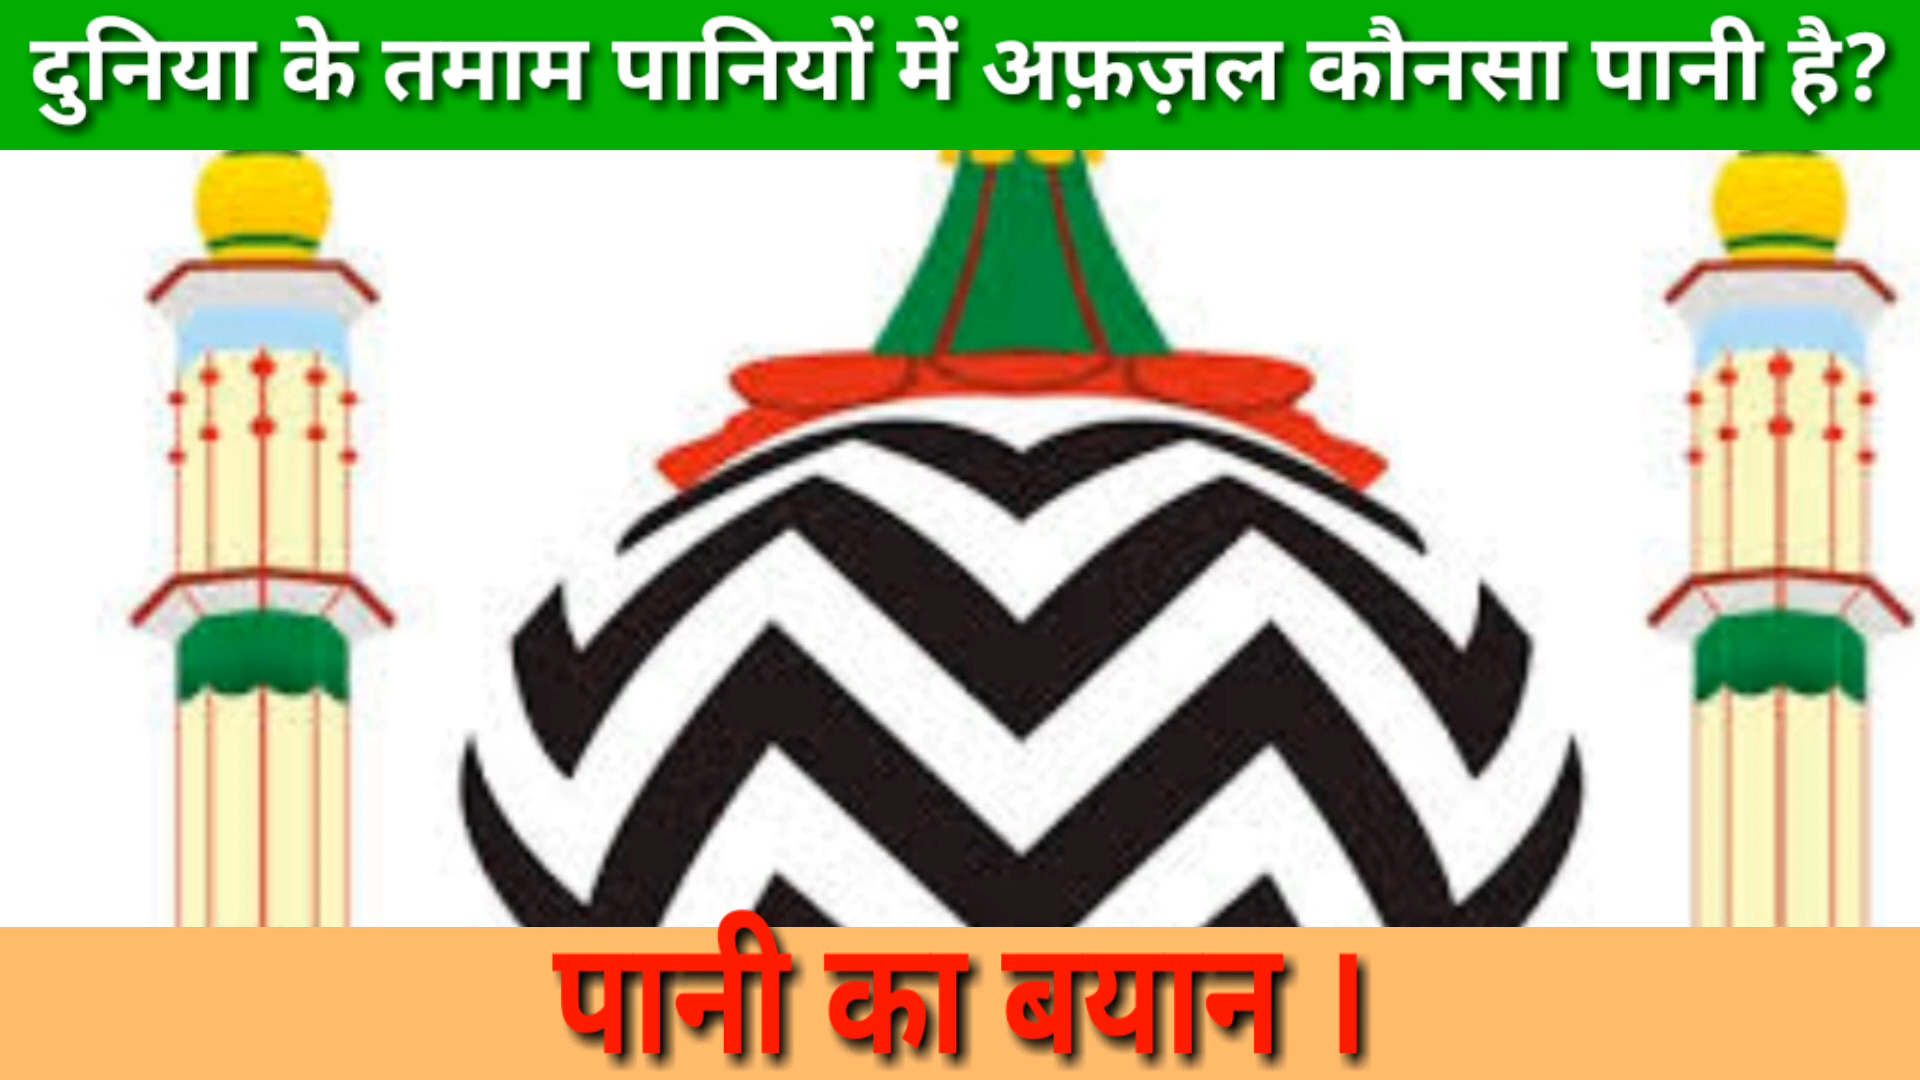 दुनिया के तमाम पानियों में अफ़ज़ल कौनसा पानी है?
पानी का बयान ।